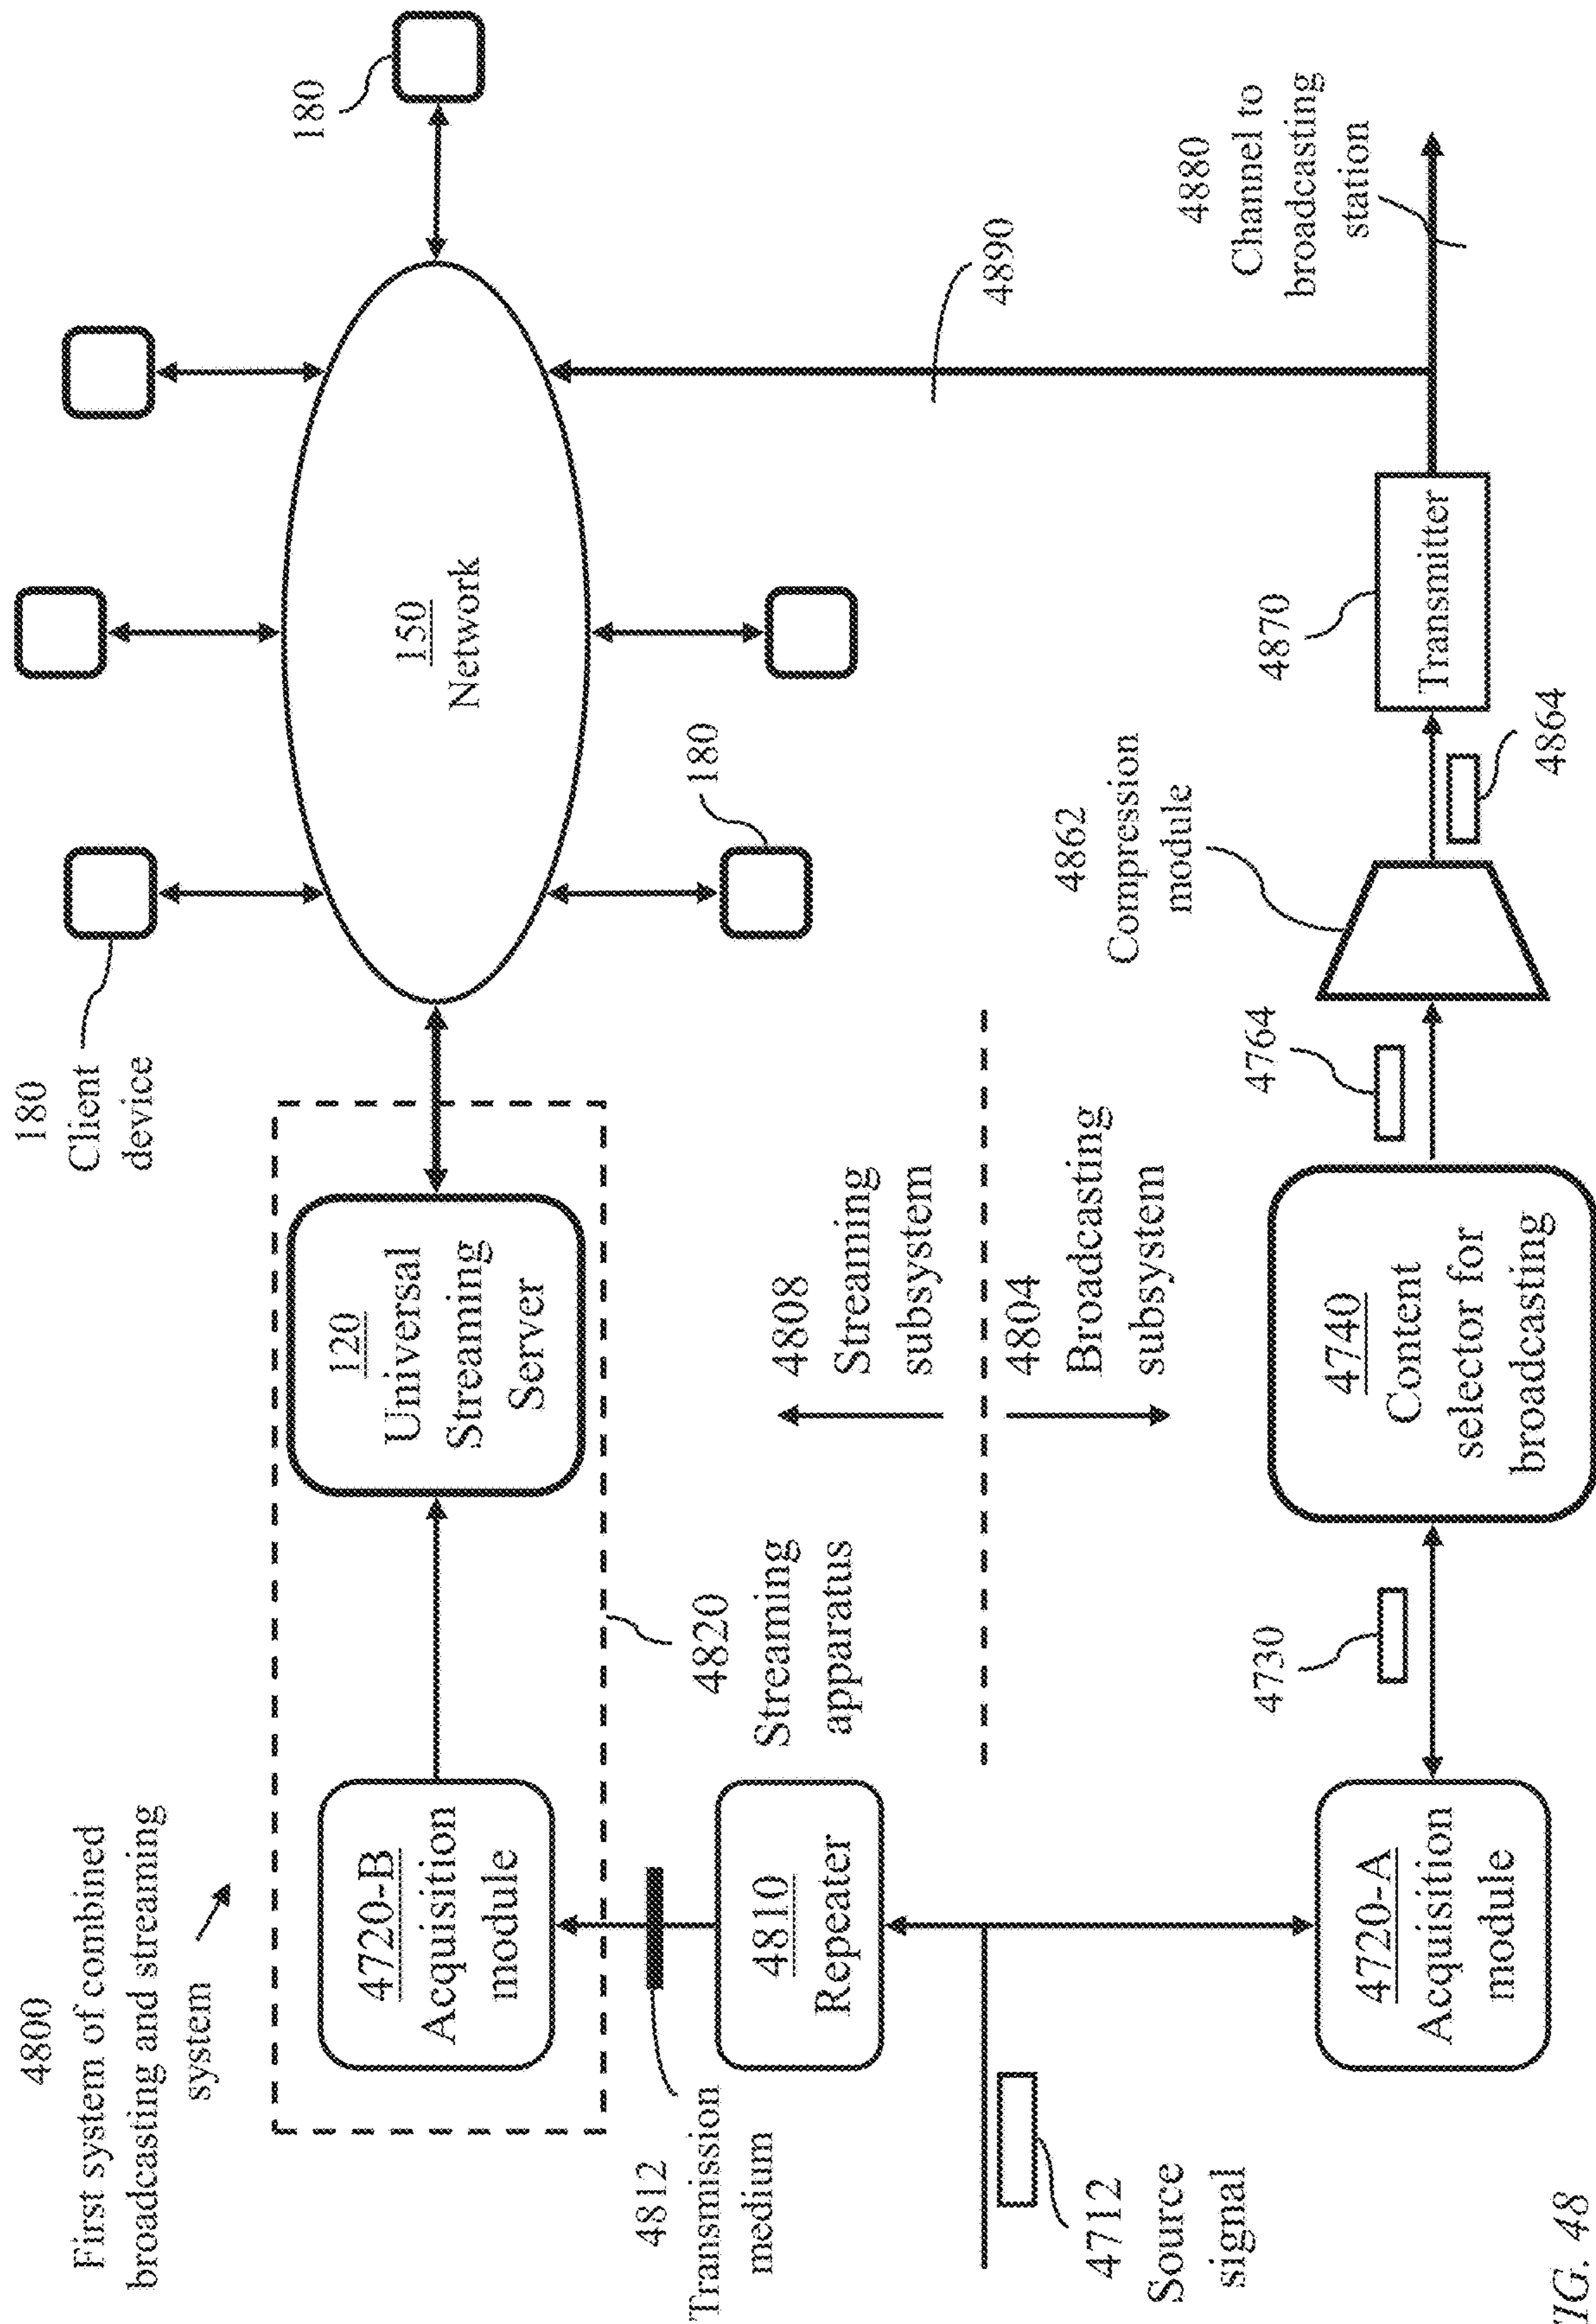 4800
First system of combined
broadcasting and streaming
system
180
Client
device
180
4720-B
Acquisition
module
120
Universal
Streaming
Server
150
Network
180
4812
Transmission
medium
4810
Repeater
4820
Streaming
apparatus
4808
Streaming
subsystem
4804
Broadcasting
subsystem
4890
4712
Source
signal
4720-A
Acquisition
module
4730
4740
Content
selector for
broadcasting
4764
4862
Compression
module
4864
4870
Transmitter
4880
Channel to
broadcasting
station
FIG. 48